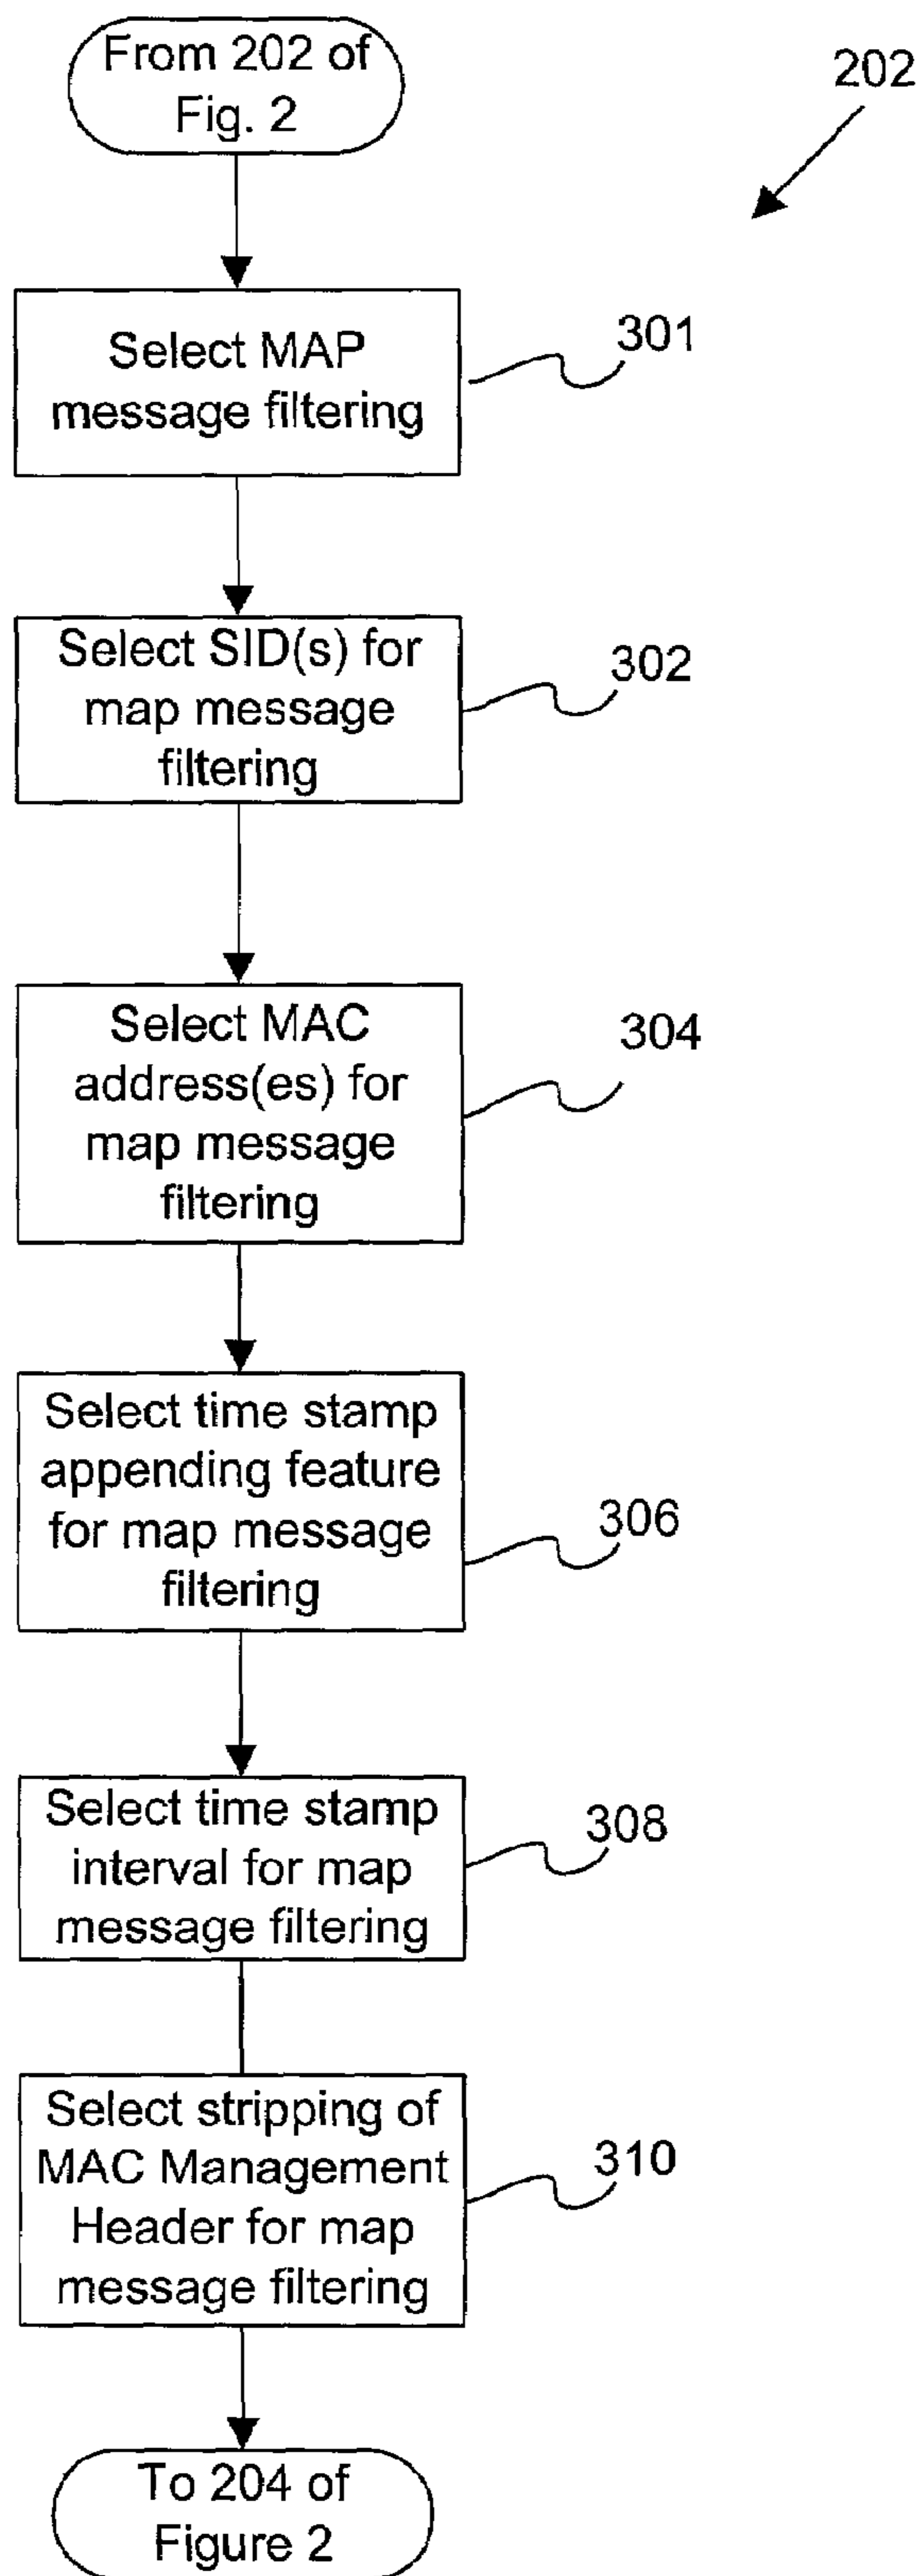 From 202 of
Fig. 2
202
Select MAP
message filtering
301
Select SID(s) for
map message
filtering
302
Select MAC
address(es) for
map message
filtering
304
Select time stamp
appending feature
for map message
filtering
306
Select time stamp
interval for map
message filtering
308
Select stripping of
MAC Management
Header for map
message filtering
310
To 204 of
Figure 2